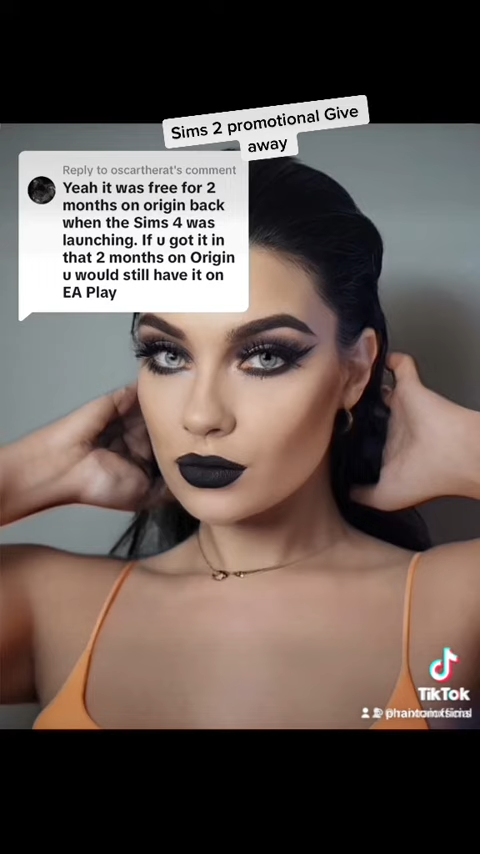 Sims 2 promotional Give
away
Reply to oscartherat's comment
Yeah it was free for 2
months on origin back
when the Sims 4 was
launching. If u got it in
that 2 months on Origin
u would still have it on
EA Play
TikTok